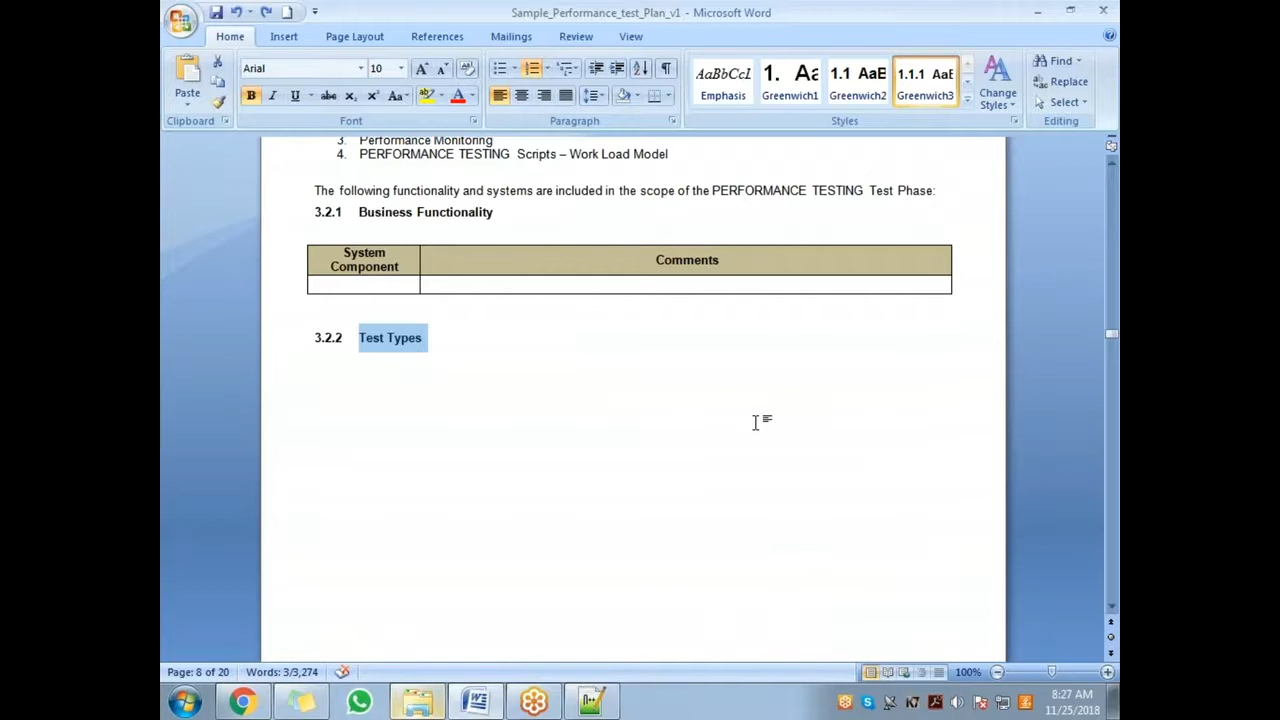 Sample_Performance_test_Plan_v1 - Microsoft Word
Home Insert Page Layout References Mailings Review View
Paste
Clipboard
Arial 10
B I U abc x₂ x² Aa
Font
Paragraph
AaBbCcI 1. Aa 1.1 AaE 1.1.1 AaE
Emphasis Greenwich1 Greenwich2 Greenwich3
Change Styles
Styles
Find
Replace
Select
Editing
3. Performance Monitoring
4. PERFORMANCE TESTING Scripts – Work Load Model
The following functionality and systems are included in the scope of the PERFORMANCE TESTING Test Phase:
3.2.1 Business Functionality
System Component Comments
3.2.2 Test Types
Page: 8 of 20 Words: 3/3,274 100%
8:27 AM
11/25/2018